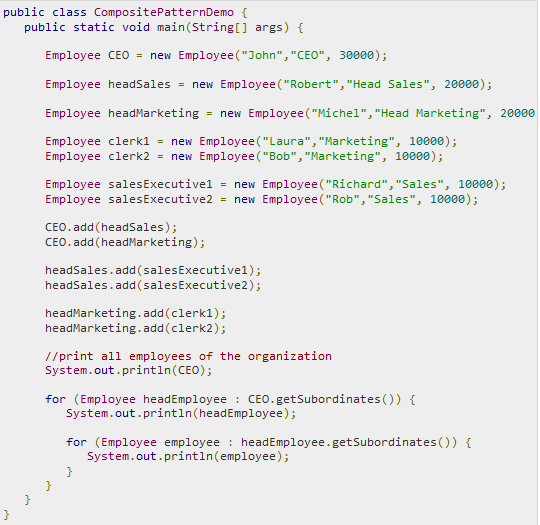 public class CompositePatternDemo {
   public static void main(String[] args) {

      Employee CEO = new Employee("John","CEO", 30000);

      Employee headSales = new Employee("Robert","Head Sales", 20000);

      Employee headMarketing = new Employee("Michel","Head Marketing", 20000

      Employee clerk1 = new Employee("Laura","Marketing", 10000);
      Employee clerk2 = new Employee("Bob","Marketing", 10000);

      Employee salesExecutive1 = new Employee("Richard","Sales", 10000);
      Employee salesExecutive2 = new Employee("Rob","Sales", 10000);

      CEO.add(headSales);
      CEO.add(headMarketing);

      headSales.add(salesExecutive1);
      headSales.add(salesExecutive2);

      headMarketing.add(clerk1);
      headMarketing.add(clerk2);

      //print all employees of the organization
      System.out.println(CEO);

      for (Employee headEmployee : CEO.getSubordinates()) {
         System.out.println(headEmployee);

         for (Employee employee : headEmployee.getSubordinates()) {
            System.out.println(employee);
         }
      }
   }
}